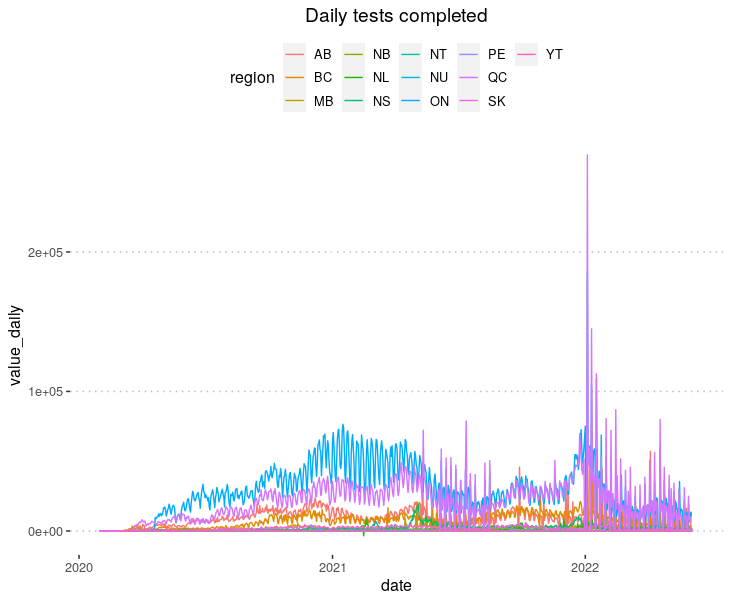 Daily tests completed
region
AB NB NT PE YT
BC NL NU QC
MB NS ON SK
value_daily
2e+05
1e+05
0e+00
2020 2021 2022
date